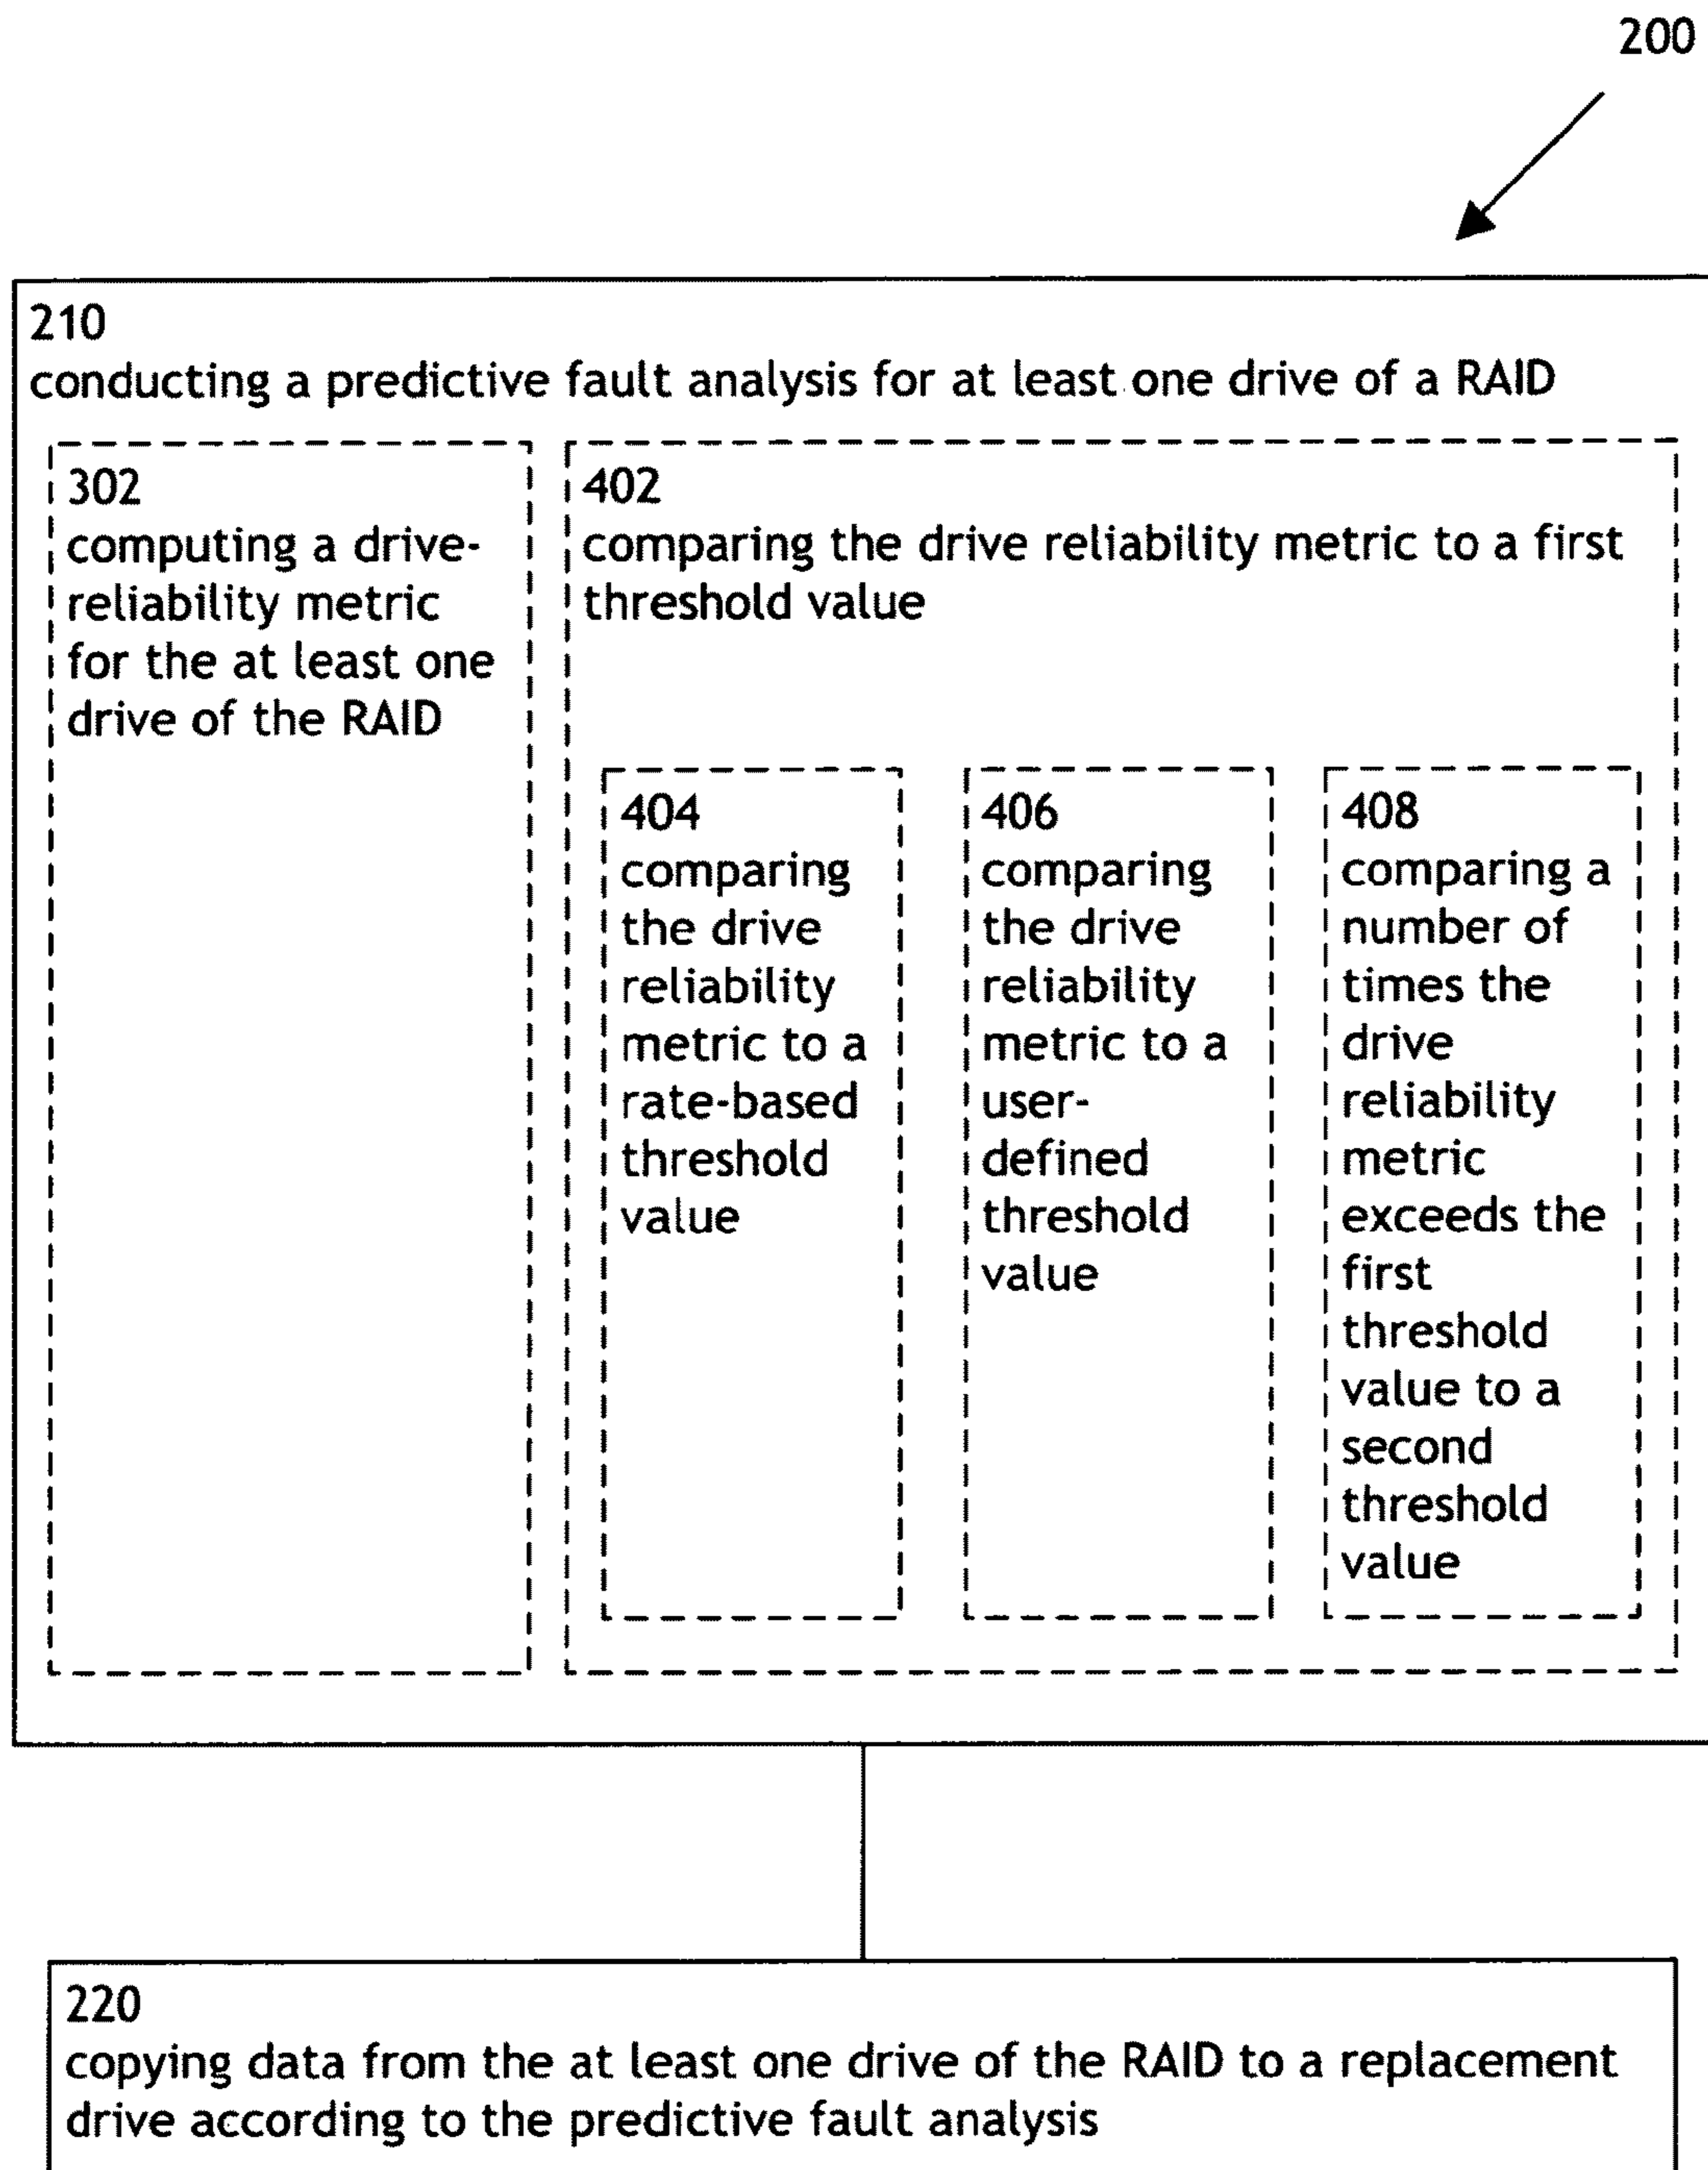 200
210
conducting a predictive fault analysis for at least one drive of a RAID
302
computing a drive-
reliability metric
for the at least one
drive of the RAID
402
comparing the drive reliability metric to a first
threshold value
404
comparing
the drive
reliability
metric to a
rate-based
threshold
value
406
comparing
the drive
reliability
metric to a
user-
defined
threshold
value
408
comparing a
number of
times the
drive
reliability
metric
exceeds the
first
threshold
value to a
second
threshold
value
220
copying data from the at least one drive of the RAID to a replacement
drive according to the predictive fault analysis